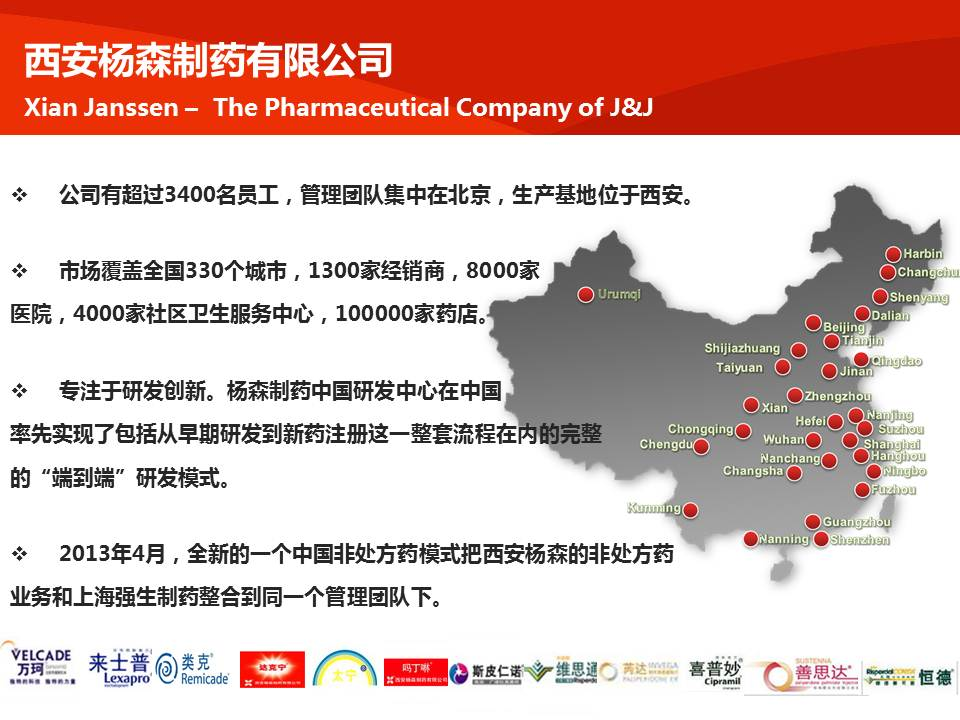 西安杨森制药有限公司
Xian Janssen – The Pharmaceutical Company of J&J
❖ 公司有超过3400名员工，管理团队集中在北京，生产基地位于西安。
❖ 市场覆盖全国330个城市，1300家经销商，8000家
医院，4000家社区卫生服务中心，100000家药店。
❖ 专注于研发创新。杨森制药中国研发中心在中国
率先实现了包括从早期研发到新药注册这一整套流程在内的完整
的“端到端”研发模式。
❖ 2013年4月，全新的一个中国非处方药模式把西安杨森的非处方药
业务和上海强生制药整合到同一个管理团队下。
Harbin
Changchu
Urumqi
Shenyang
Dalian
Beijing
Tianjin
Shijiazhuang
Qingdao
Taiyuan
Jinan
Zhengzhou
Xian
Nanjing
Hefei
Suzhou
Chongqing
Wuhan
Shanghai
Chengdu
Hanghou
Nanchang
Ningbo
Changsha
Fuzhou
Kunming
Guangzhou
Nanning
Shenzhen
VELCADE
万珂
来士普
Lexapro
类克
Remicade
达克宁
太宁
吗丁啉
斯皮仁诺
维思通
芮达
INVEGA
喜普妙
Cipramil
SUSTENNA
善思达
恒德